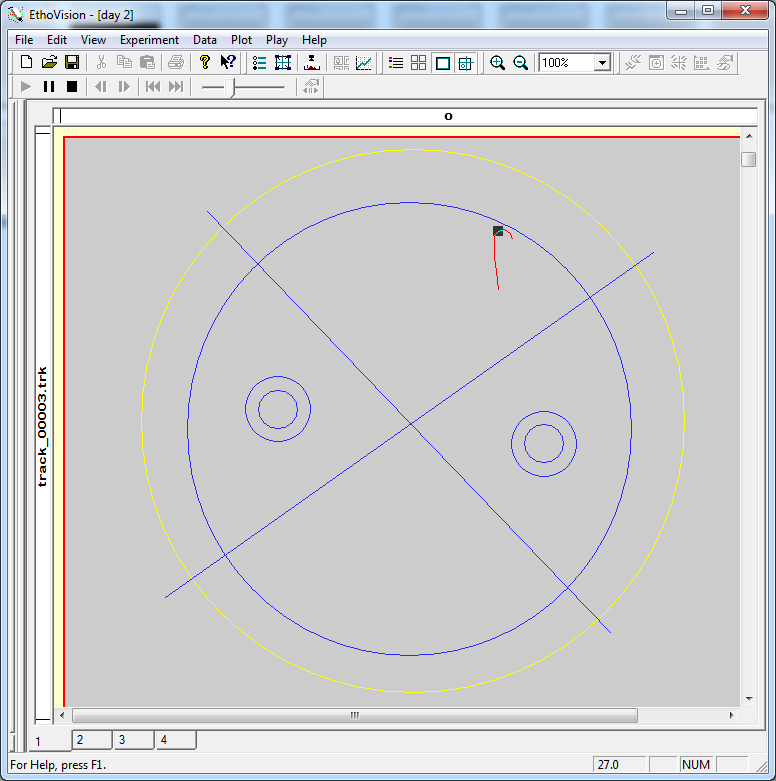 EthoVision - [day 2]
File Edit View Experiment Data Plot Play Help
100%
o
track_00003.trk
1 2 3 4
For Help, press F1. 27.0 NUM